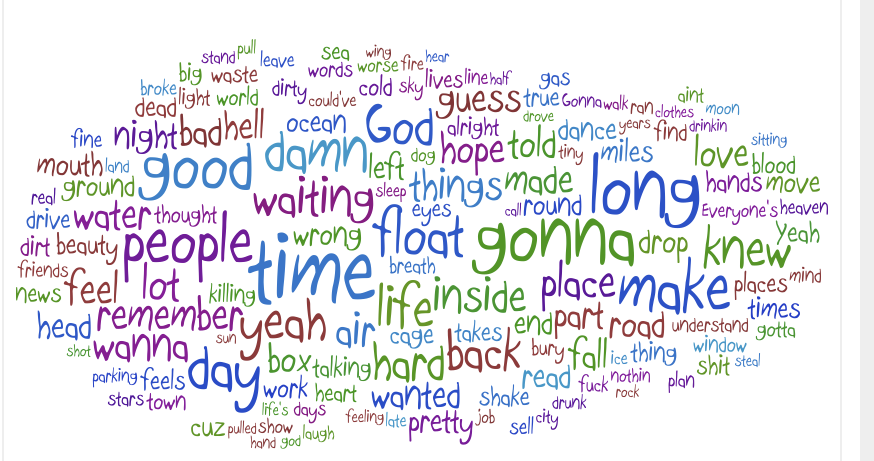 stand pull leave sea wing hear
big waste words worse fire
broke light world dirty could've cold sky lives line half gas
dead guess true Gonna walk ran aint
fine night bad hell ocean God alright drove clothes moon
mouth land good damn left dog hope told dance years find drinkin
tiny miles love sitting
real ground waiting sleep things made long hands blood move
drive water thought eyes call round Everyone's heaven
dirt beauty people wrong float gonna drop knew Yeah
friends feel lot time breath place make places mind
news killing life inside times
head remember yeah air cage takes end part road understand gotta
shot wanna sun box talking hard back bury fall ice thing window shit steal
parking feels day work heart wanted shake read fuck nothin plan
stars town life's days feeling late pretty job drunk rock
cuz pulled show sell city
hand god laugh